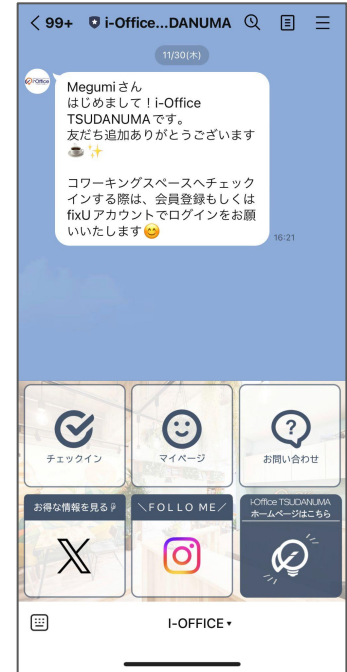 99+ i-Office...DANUMA
11/30(木)
i-Office
Megumiさん
はじめまして！i-Office
TSUDANUMAです。
友だち追加ありがとうございます
☕✨
コワーキングスペースへチェック
インする際は、会員登録もしくは
fixUアカウントでログインをお願
いいたします😊
16:21
チェックイン
マイページ
お問い合わせ
お得な情報を見る
＼FOLLO ME／
i-Office TSUDANUMA
ホームページはこちら
I-OFFICE▾